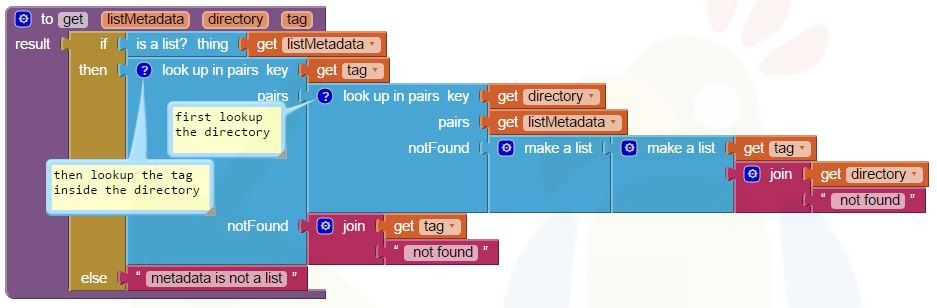 to get listMetadata directory tag
result if is a list? thing get listMetadata
then ? look up in pairs key get tag
pairs ? look up in pairs key get directory
first lookup
the directory
pairs get listMetadata
notFound make a list make a list get tag
join get directory
" not found "
then lookup the tag
inside the directory
notFound join get tag
" not found "
else " metadata is not a list "